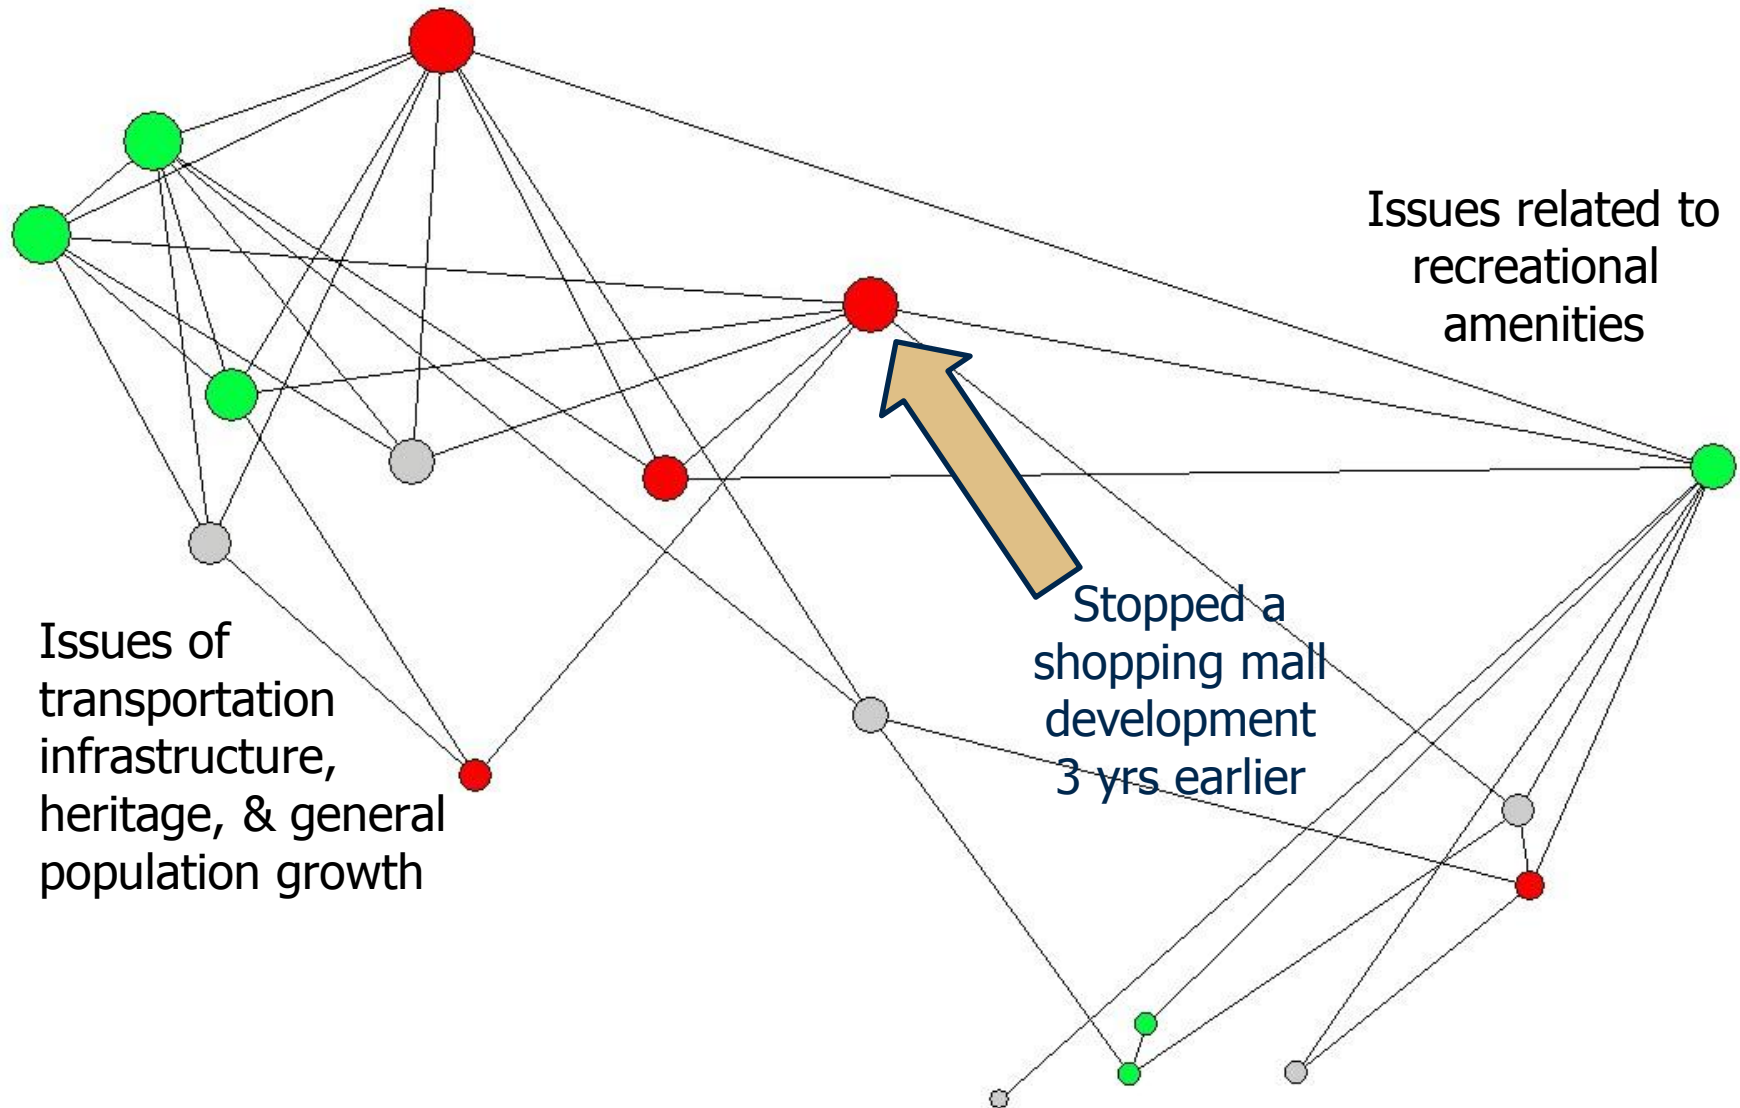 Issues related to
recreational
amenities
Stopped a
shopping mall
development
3 yrs earlier
Issues of
transportation
infrastructure,
heritage, & general
population growth